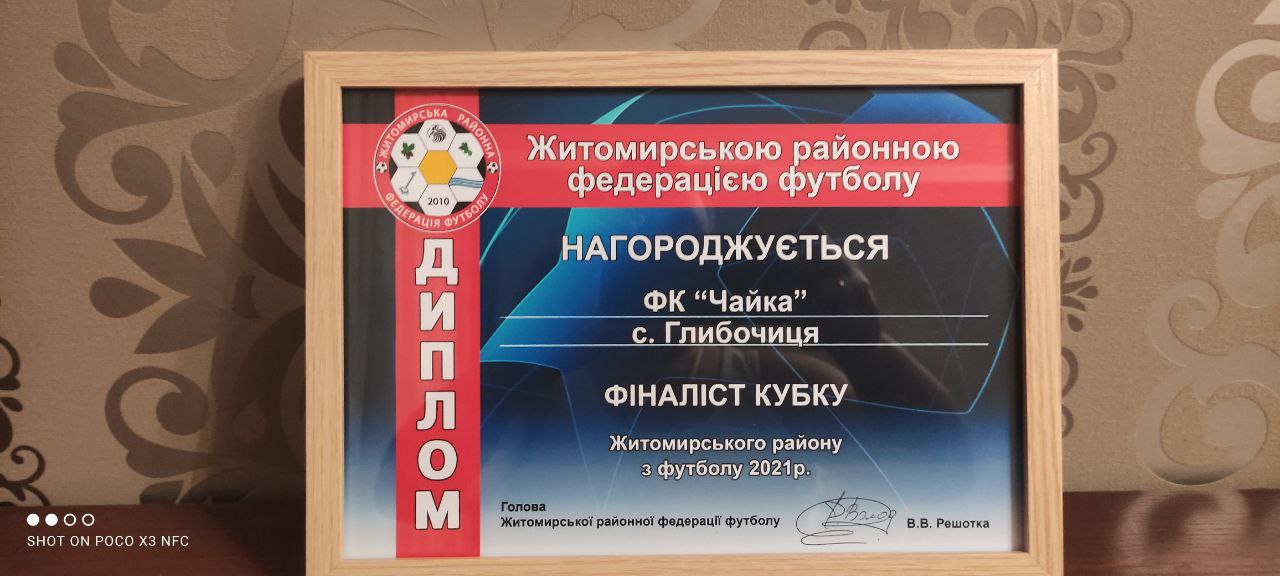 ЖИТОМИРСЬКА РАЙОННА
2010
ФЕДЕРАЦІЯ ФУТБОЛУ
ДИПЛОМ
Житомирською районною
федерацією футболу
НАГОРОДЖУЄТЬСЯ
ФК “Чайка”
с. Глибочиця
ФІНАЛІСТ КУБКУ
Житомирського району
з футболу 2021р.
Голова
Житомирської районної федерації футболу
В.В. Решотка
SHOT ON POCO X3 NFC